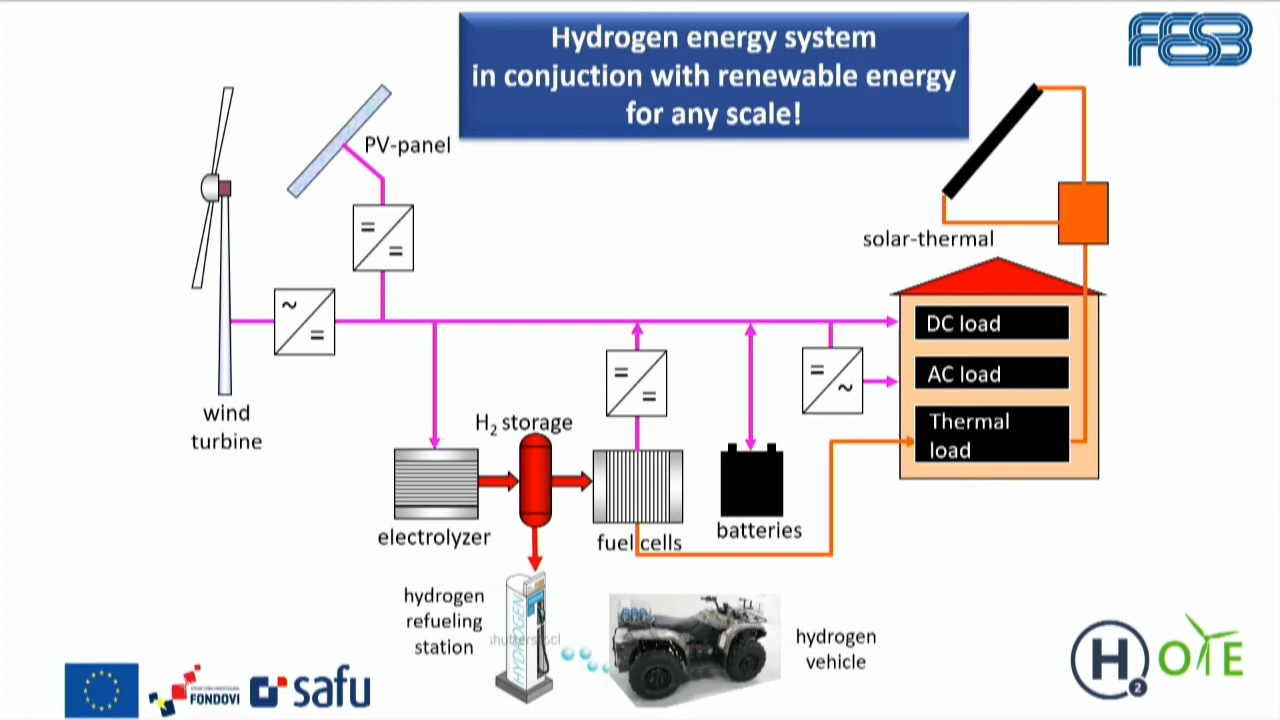 Hydrogen energy system
in conjuction with renewable energy
for any scale!
FESB
PV-panel
solar-thermal
wind
turbine
DC load
AC load
Thermal
load
H2 storage
electrolyzer
fuel cells
batteries
hydrogen
refueling
station
HYDROGEN
hydrogen
vehicle
FONDOVI
safu
H2
OTE